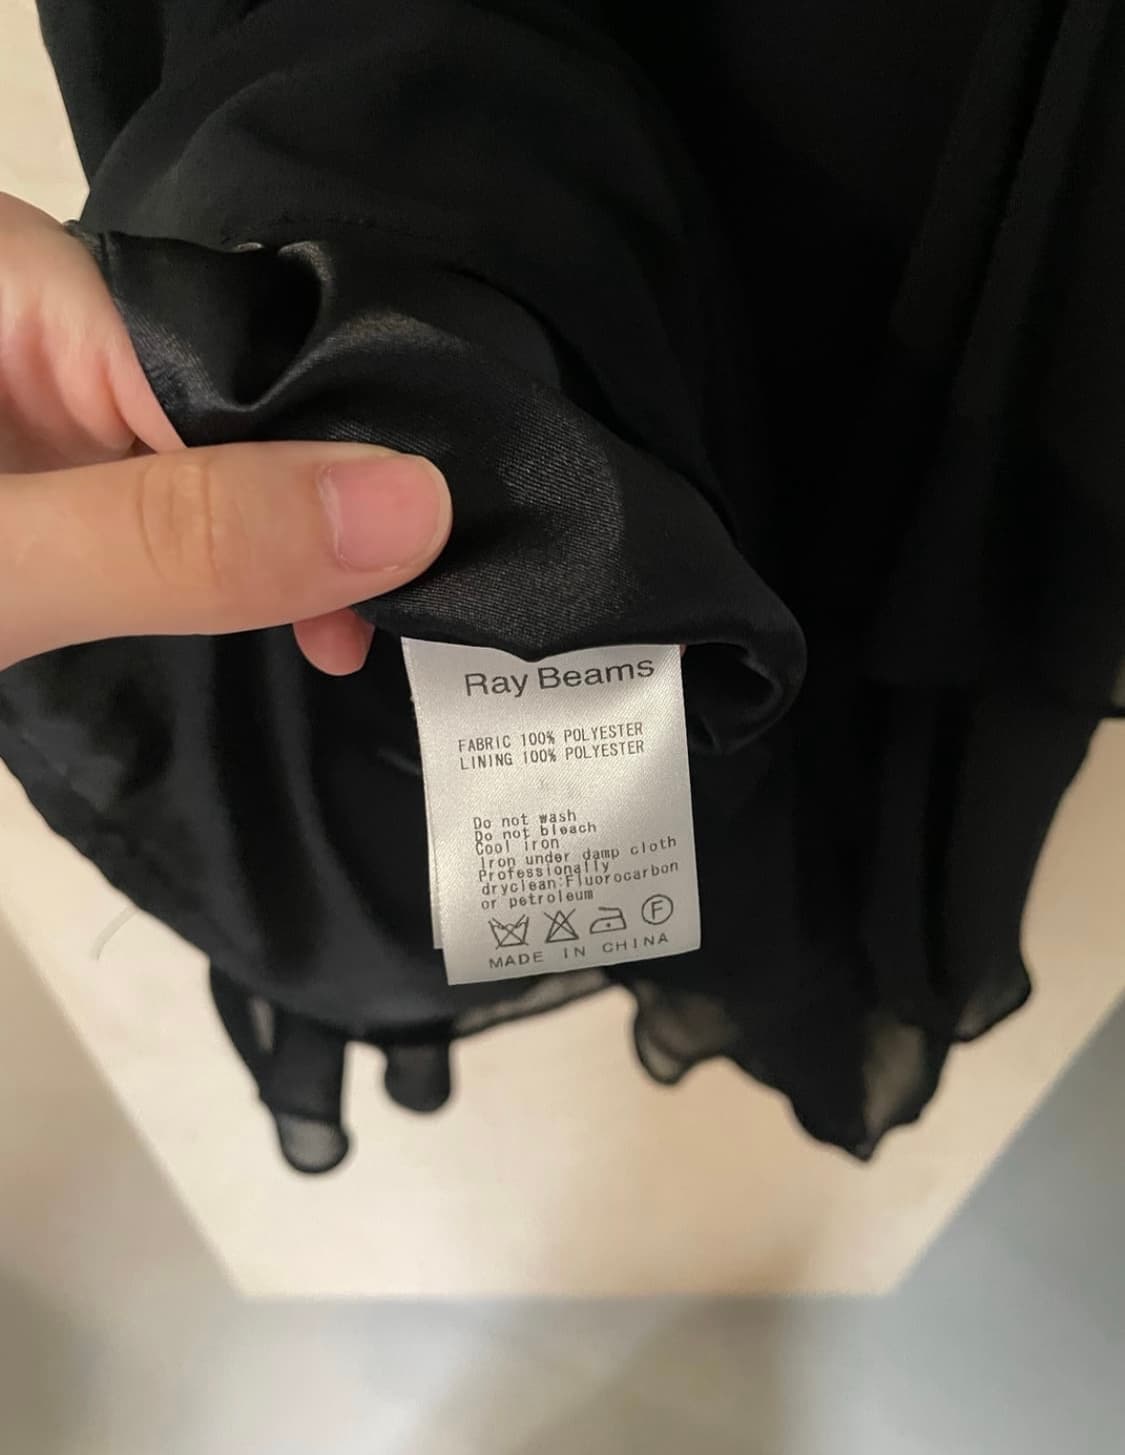 Ray Beams
FABRIC 100% POLYESTER
LINING 100% POLYESTER
Do not wash
Do not bleach
Cool iron
Iron under damp cloth
Professionally
dryclean:Fluorocarbon
or petroleum
F
MADE IN CHINA